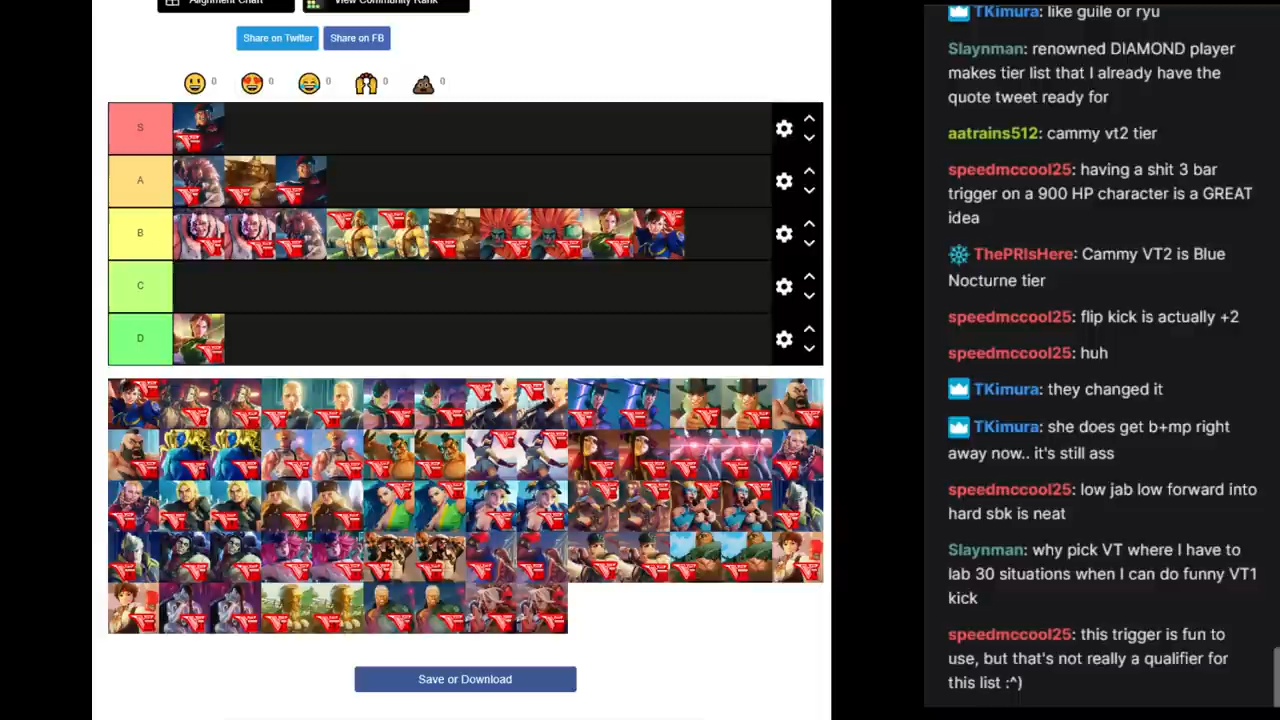 Alignment Chart
View Community Rank
Share on Twitter
Share on FB
0
0
0
0
0
S
A
B
C
D
Save or Download
TKimura: like guile or ryu
Slaynman: renowned DIAMOND player
makes tier list that I already have the
quote tweet ready for
aatrains512: cammy vt2 tier
speedmccool25: having a shit 3 bar
trigger on a 900 HP character is a GREAT
idea
ThePRIsHere: Cammy VT2 is Blue
Nocturne tier
speedmccool25: flip kick is actually +2
speedmccool25: huh
TKimura: they changed it
TKimura: she does get b+mp right
away now.. it's still ass
speedmccool25: low jab low forward into
hard sbk is neat
Slaynman: why pick VT where I have to
lab 30 situations when I can do funny VT1
kick
speedmccool25: this trigger is fun to
use, but that's not really a qualifier for
this list :^)